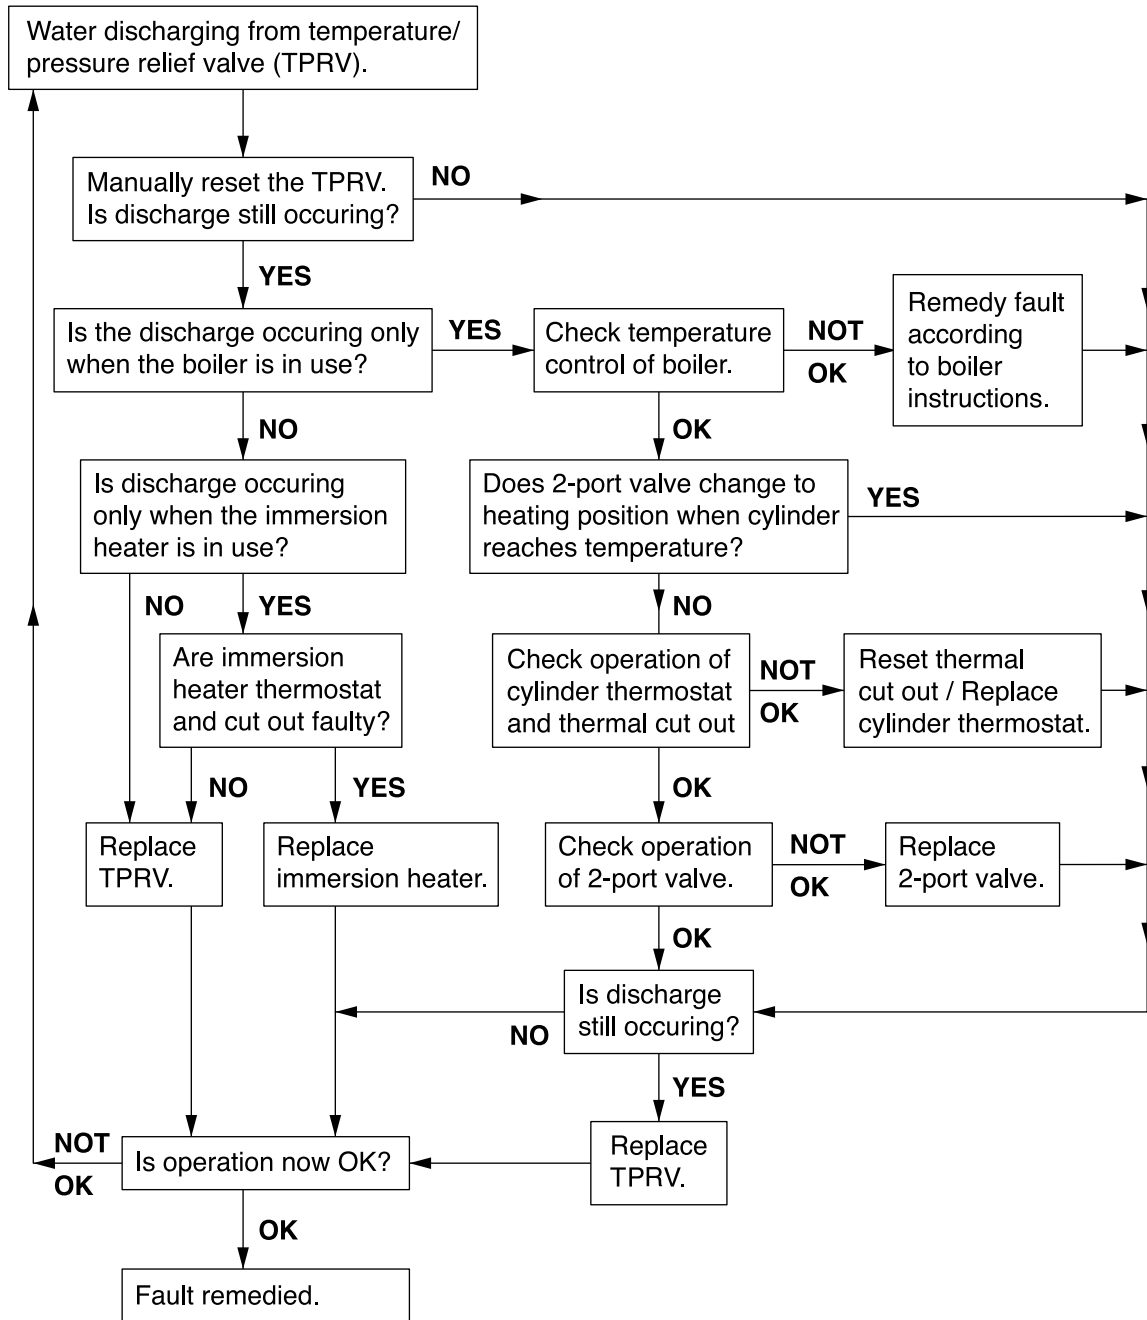 Water discharging from temperature/
pressure relief valve (TPRV).
Manually reset the TPRV.
Is discharge still occuring?
NO
YES
Is the discharge occuring only
when the boiler is in use?
YES
Check temperature
control of boiler.
NOT
OK
Remedy fault
according
to boiler
instructions.
NO
OK
Is discharge occuring
only when the immersion
heater is in use?
Does 2-port valve change to
heating position when cylinder
reaches temperature?
YES
NO
YES
NO
Are immersion
heater thermostat
and cut out faulty?
Check operation of
cylinder thermostat
and thermal cut out
NOT
OK
Reset thermal
cut out / Replace
cylinder thermostat.
NO
YES
OK
Replace
TPRV.
Replace
immersion heater.
Check operation
of 2-port valve.
NOT
OK
Replace
2-port valve.
OK
Is discharge
still occuring?
NO
YES
Replace
TPRV.
Is operation now OK?
NOT
OK
OK
Fault remedied.